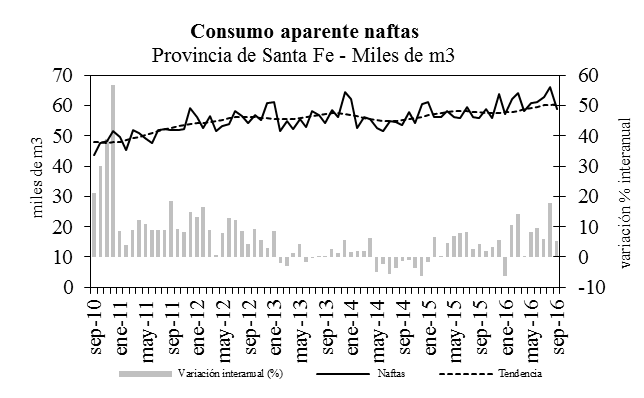 Consumo aparente naftas
Provincia de Santa Fe - Miles de m3
70
60
50
40
30
20
10
0
miles de m3
60
50
40
30
20
10
0
-10
variación % interanual
sep-10
ene-11
may-11
sep-11
ene-12
may-12
sep-12
ene-13
may-13
sep-13
ene-14
may-14
sep-14
ene-15
may-15
sep-15
ene-16
may-16
sep-16
Variación interanual (%)
Naftas
Tendencia